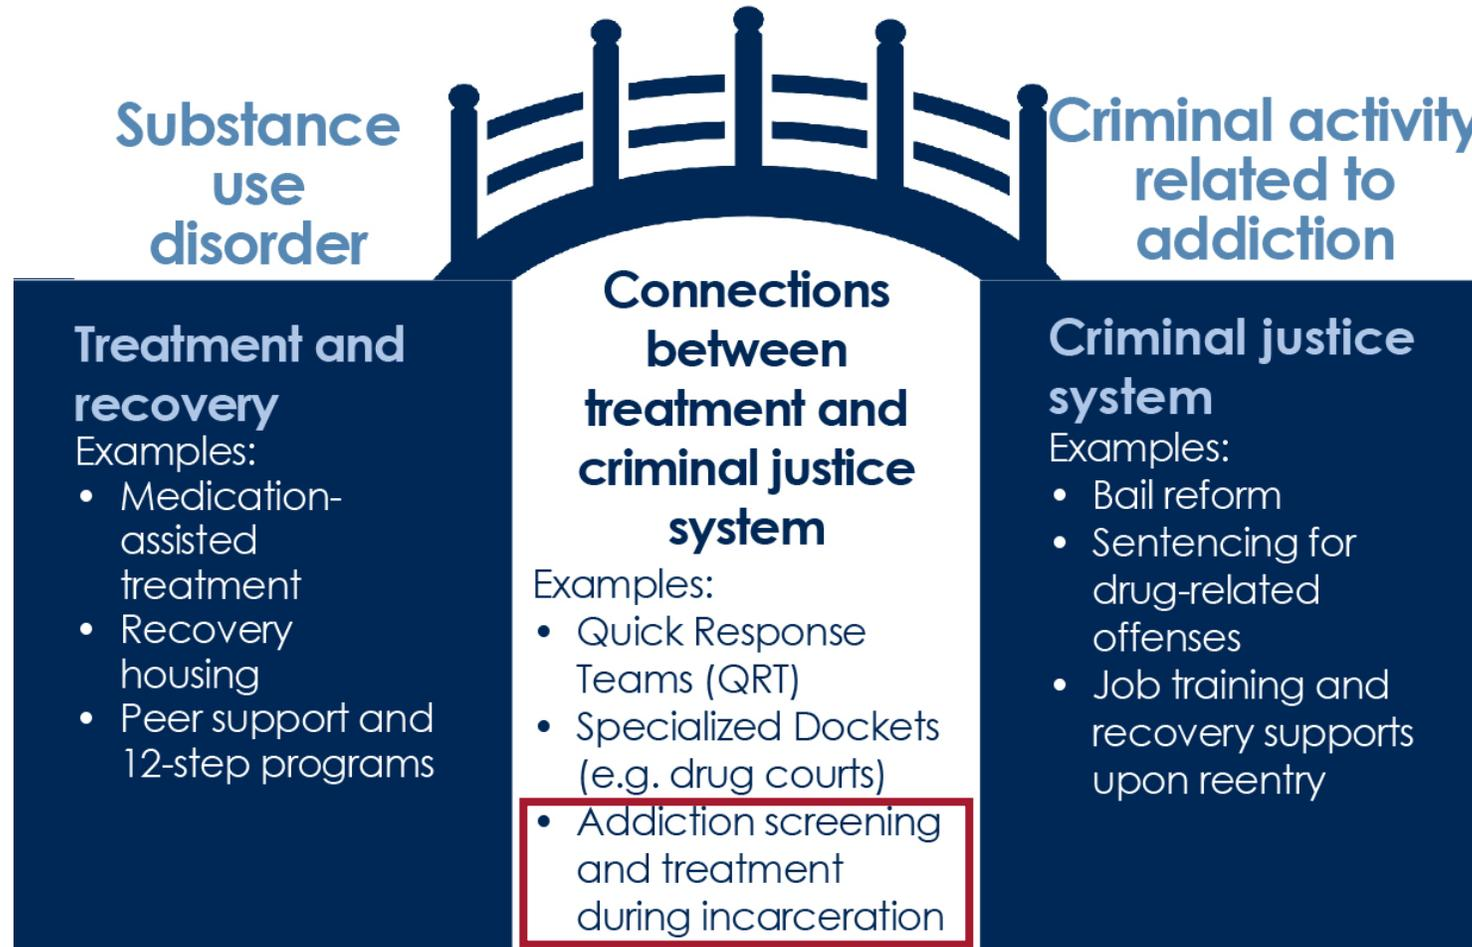 Substance
use
disorder
Criminal activity
related to
addiction
Treatment and
recovery
Examples:
• Medication-
assisted
treatment
• Recovery
housing
• Peer support and
12-step programs
Connections
between
treatment and
criminal justice
system
Examples:
• Quick Response
Teams (QRT)
• Specialized Dockets
(e.g. drug courts)
• Addiction screening
and treatment
during incarceration
Criminal justice
system
Examples:
• Bail reform
• Sentencing for
drug-related
offenses
• Job training and
recovery supports
upon reentry